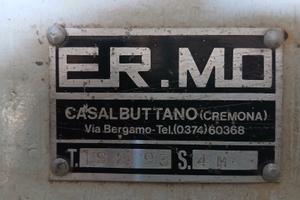 ER.MO
CASALBUTTANO (CREMONA)
Via Bergamo-Tel.(0374)60368
T. S.